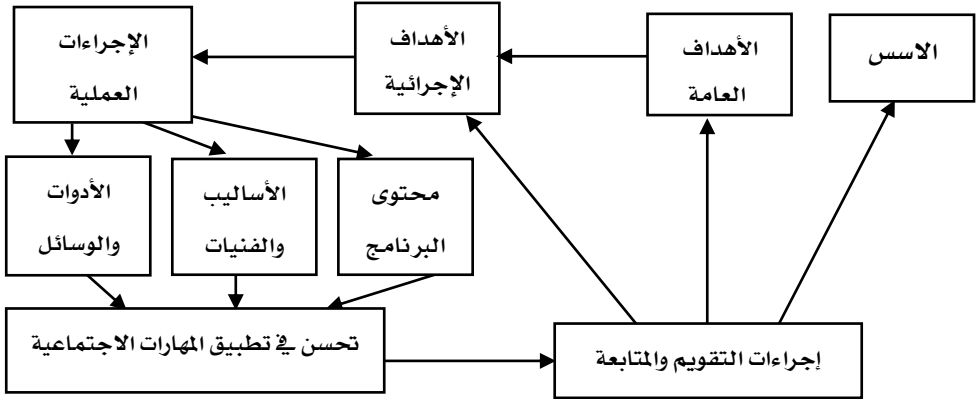 الاسس
الأهداف
العامة
الأهداف
الإجرائية
الإجراءات
العملية
محتوى
البرنامج
الأساليب
والفنيات
الأدوات
والوسائل
تحسن في تطبيق المهارات الاجتماعية
إجراءات التقويم والمتابعة